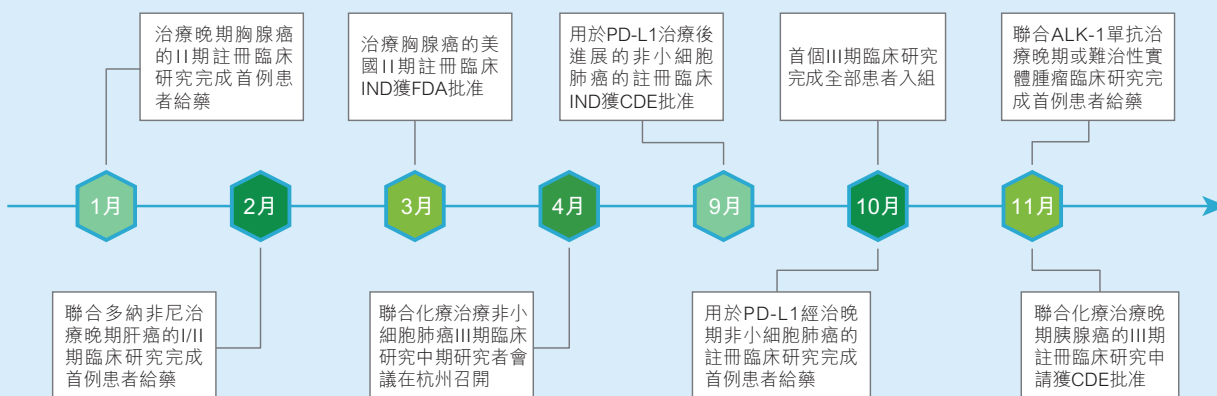 治療晚期胸腺癌
的II期註冊臨床
研究完成首例患
者給藥
治療胸腺癌的美
國II期註冊臨床
IND獲FDA批准
用於PD-L1治療後
進展的非小細胞
肺癌的註冊臨床
IND獲CDE批准
首個III期臨床研究
完成全部患者入組
聯合ALK-1單抗治
療晚期或難治性實
體腫瘤臨床研究完
成首例患者給藥
1月
2月
3月
4月
9月
10月
11月
聯合多納非尼治
療晚期肝癌的I/II
期臨床研究完成
首例患者給藥
聯合化療治療非小
細胞肺癌III期臨床
研究中期研究者會
議在杭州召開
用於PD-L1經治晚
期非小細胞肺癌的
註冊臨床研究完成
首例患者給藥
聯合化療治療晚
期胰腺癌的III期
註冊臨床研究申
請獲CDE批准